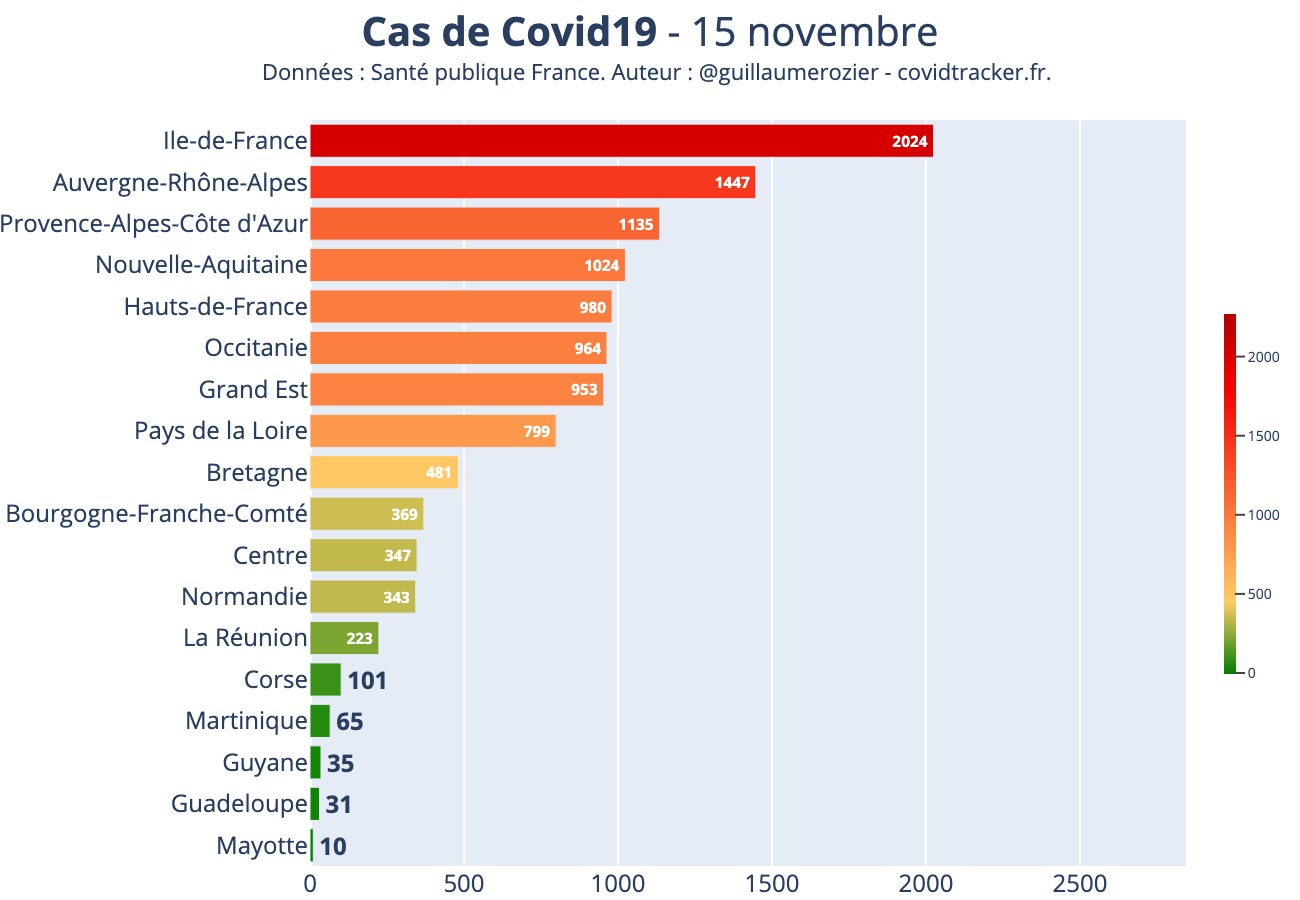 Cas de Covid19 - 15 novembre
Données : Santé publique France. Auteur : @guillaumerozier - covidtracker.fr.
Ile-de-France 2024
Auvergne-Rhône-Alpes 1447
Provence-Alpes-Côte d'Azur 1135
Nouvelle-Aquitaine 1024
Hauts-de-France 980
Occitanie 964
Grand Est 953
Pays de la Loire 799
Bretagne 481
Bourgogne-Franche-Comté 369
Centre 347
Normandie 343
La Réunion 223
Corse 101
Martinique 65
Guyane 35
Guadeloupe 31
Mayotte 10
0 500 1000 1500 2000 2500
2000
1500
1000
500
0